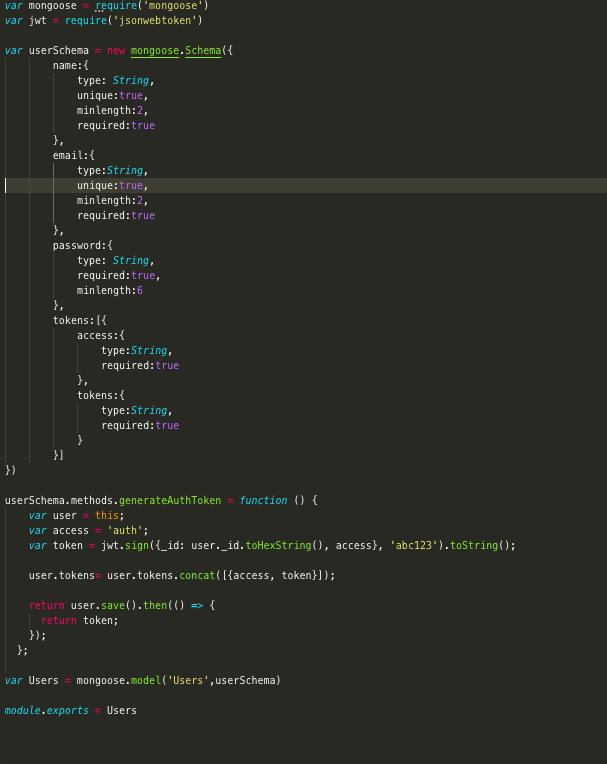 var mongoose = require('mongoose')
var jwt = require('jsonwebtoken')
var userSchema = new mongoose.Schema({
name:{
type: String,
unique:true,
minlength:2,
required:true
},
email:{
type:String,
unique:true,
minlength:2,
required:true
},
password:{
type: String,
required:true,
minlength:6
},
tokens:[{
access:{
type:String,
required:true
},
tokens:{
type:String,
required:true
}
}]
})
userSchema.methods.generateAuthToken = function () {
var user = this;
var access = 'auth';
var token = jwt.sign({_id: user._id.toHexString(), access}, 'abc123').toString();
user.tokens= user.tokens.concat([{access, token}]);
return user.save().then(() => {
return token;
});
};
var Users = mongoose.model('Users',userSchema)
module.exports = Users